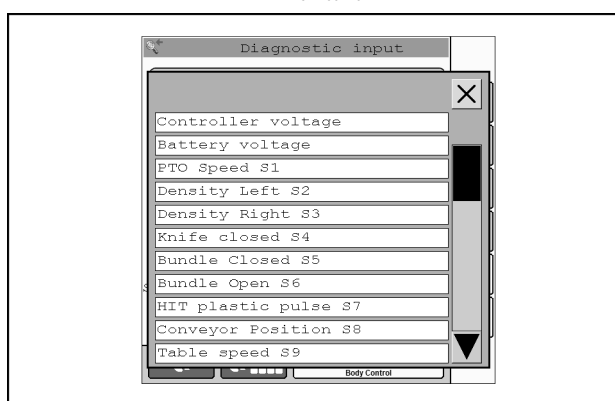 Diagnostic input
Controller voltage
Battery voltage
PTO Speed S1
Density Left S2
Density Right S3
Knife closed S4
Bundle Closed S5
Bundle Open S6
HIT plastic pulse S7
Conveyor Position S8
Table speed S9
Body Control